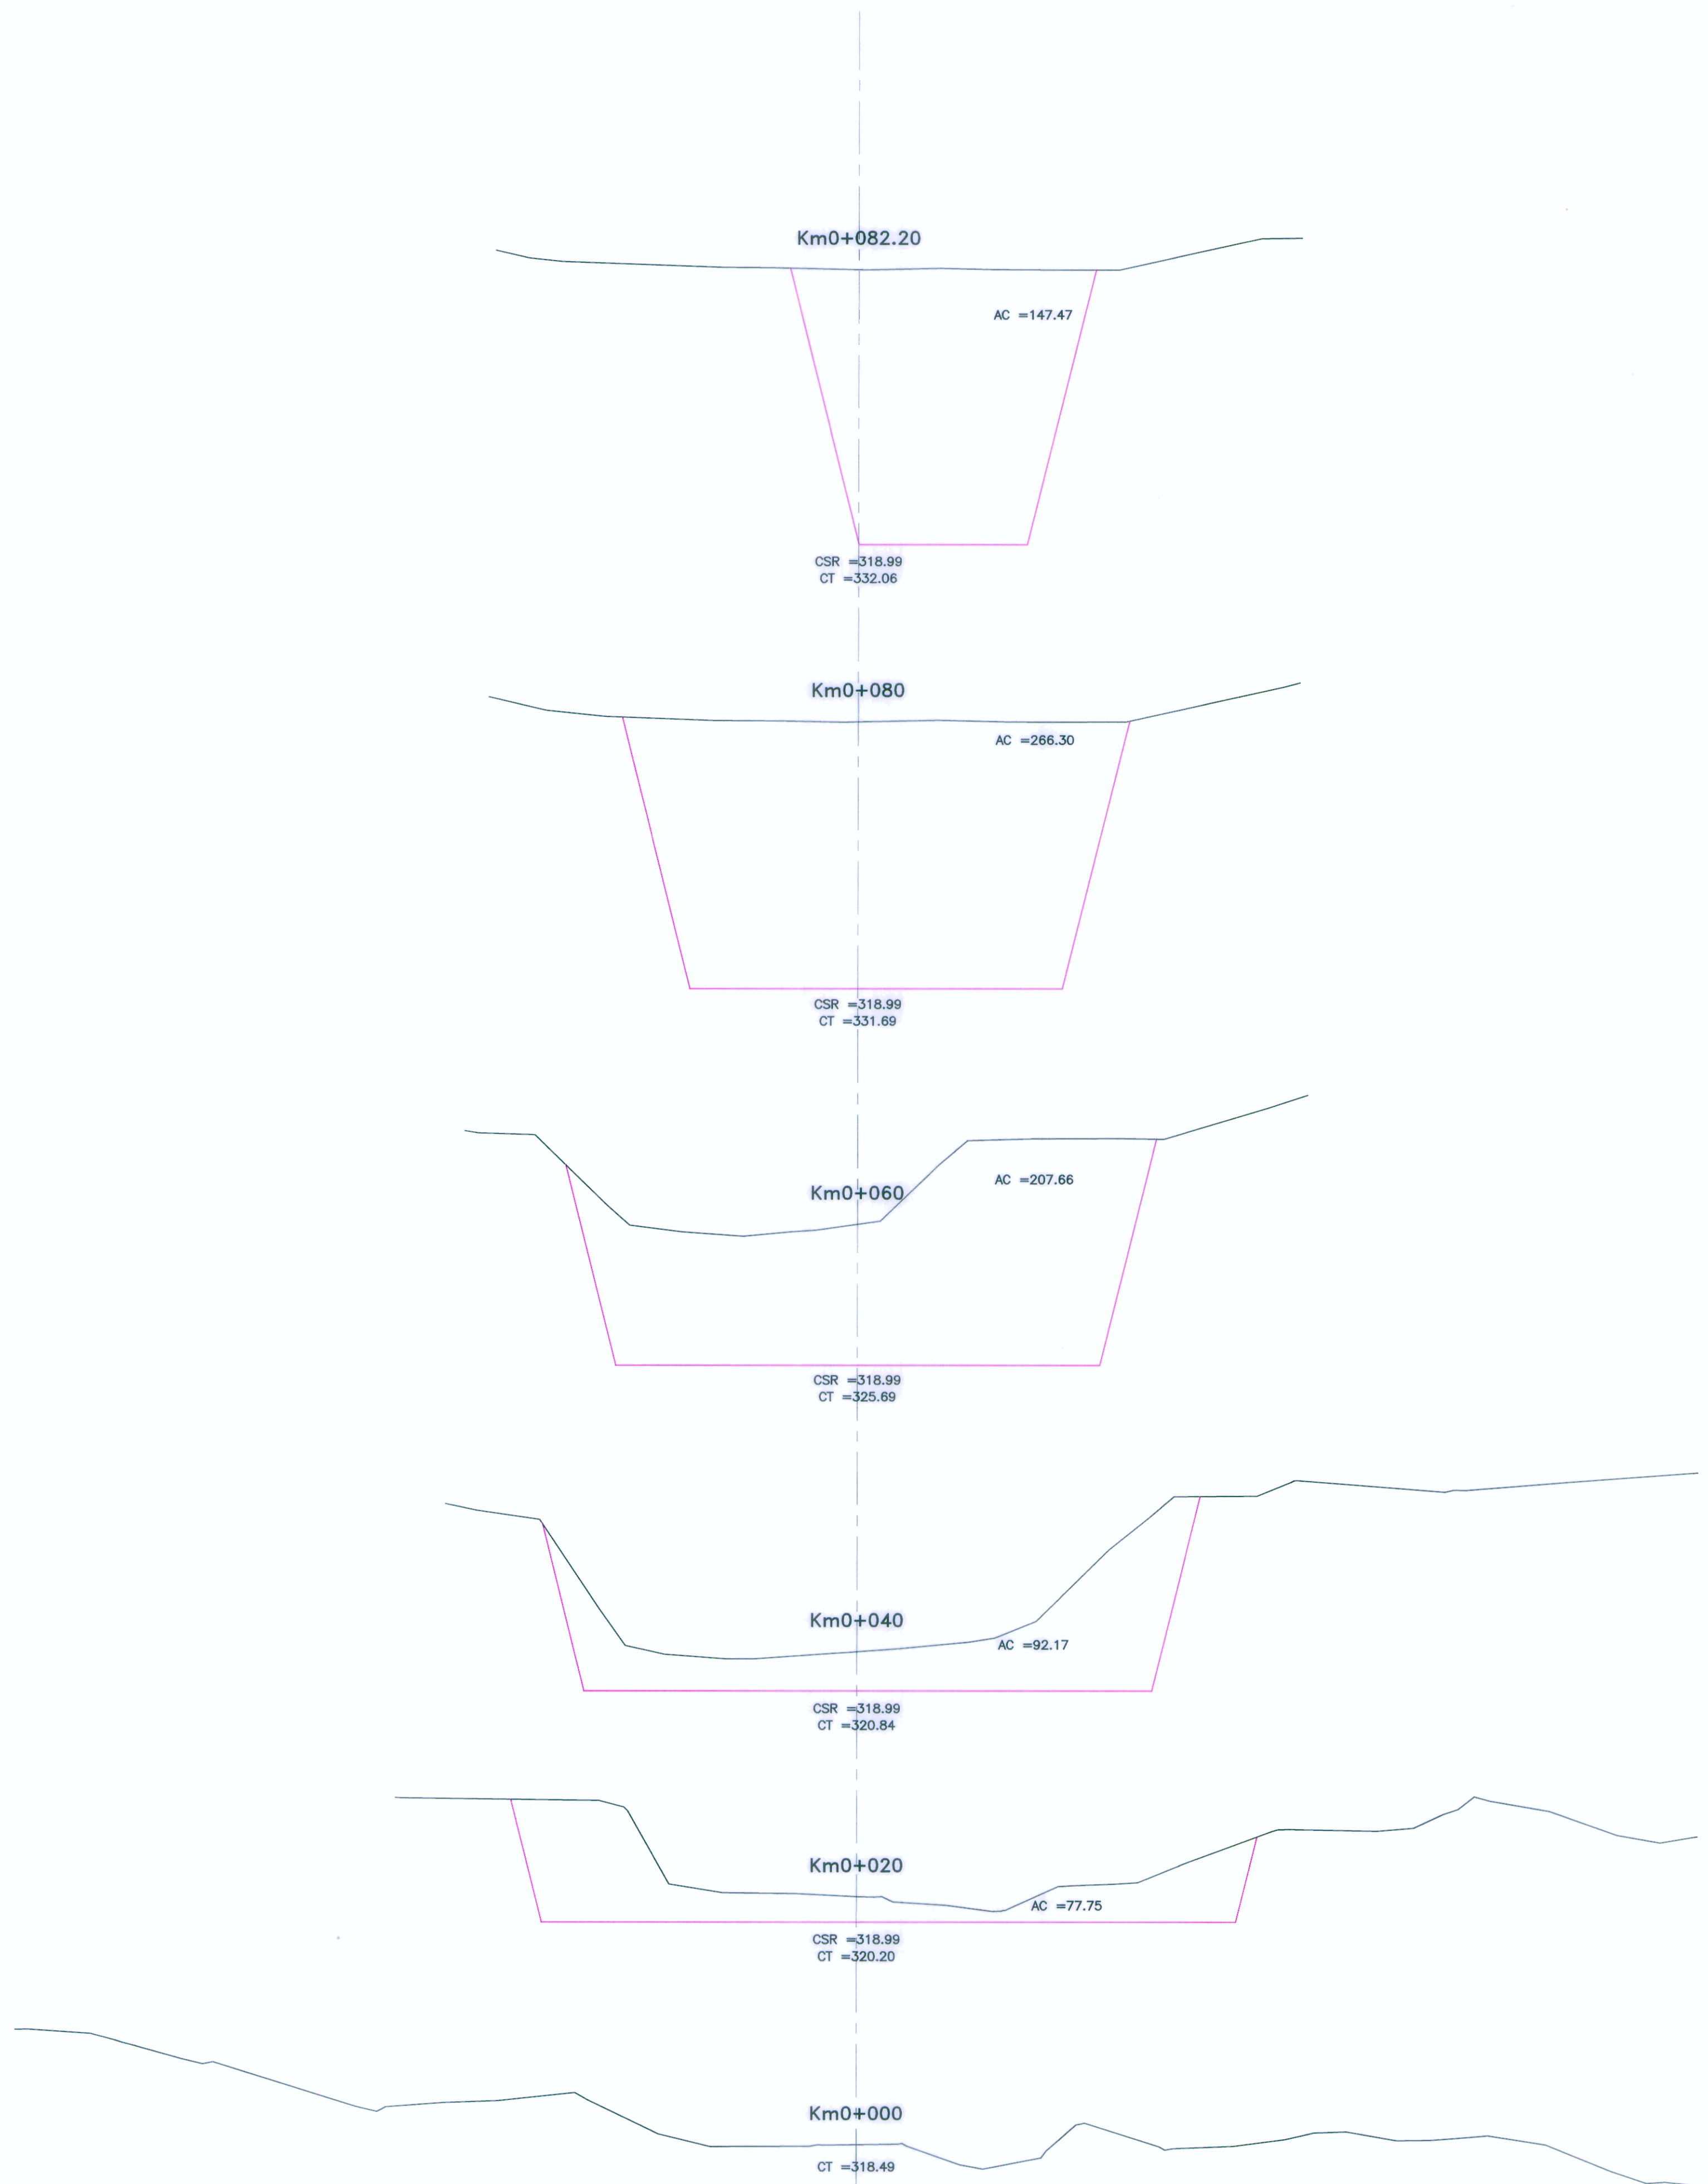 Km0+082.20
AC =147.47
CSR =318.99
CT =332.06
Km0+080
AC =266.30
CSR =318.99
CT =331.69
Km0+060
AC =207.66
CSR =318.99
CT =325.69
Km0+040
AC =92.17
CSR =318.99
CT =320.84
Km0+020
AC =77.75
CSR =318.99
CT =320.20
Km0+000
CT =318.49